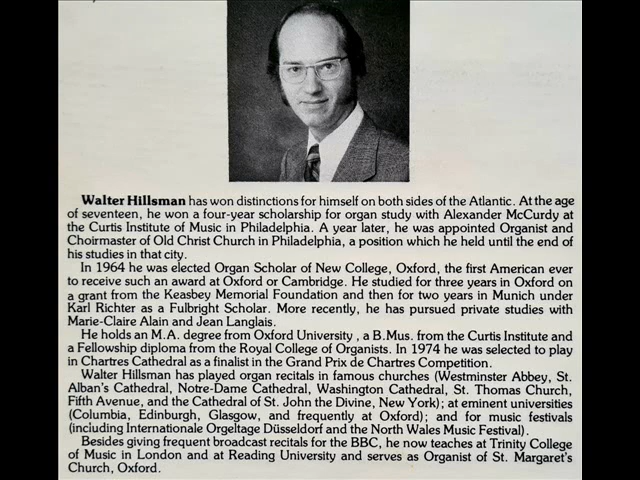 Walter Hillsman has won distinctions for himself on both sides of the Atlantic. At the age
of seventeen, he won a four-year scholarship for organ study with Alexander McCurdy at
the Curtis Institute of Music in Philadelphia. A year later, he was appointed Organist and
Choirmaster of Old Christ Church in Philadelphia, a position which he held until the end of
his studies in that city.
In 1964 he was elected Organ Scholar of New College, Oxford, the first American ever
to receive such an award at Oxford or Cambridge. He studied for three years in Oxford on
a grant from the Keasbey Memorial Foundation and then for two years in Munich under
Karl Richter as a Fulbright Scholar. More recently, he has pursued private studies with
Marie-Claire Alain and Jean Langlais.
He holds an M.A. degree from Oxford University , a B.Mus. from the Curtis Institute and
a Fellowship diploma from the Royal College of Organists. In 1974 he was selected to play
in Chartres Cathedral as a finalist in the Grand Prix de Chartres Competition.
Walter Hillsman has played organ recitals in famous churches (Westminster Abbey, St.
Alban's Cathedral, Notre-Dame Cathedral, Washington Cathedral, St. Thomas Church,
Fifth Avenue, and the Cathedral of St. John the Divine, New York); at eminent universities
(Columbia, Edinburgh, Glasgow, and frequently at Oxford); and for music festivals
(including Internationale Orgeltage Düsseldorf and the North Wales Music Festival).
Besides giving frequent broadcast recitals for the BBC, he now teaches at Trinity College
of Music in London and at Reading University and serves as Organist of St. Margaret's
Church, Oxford.